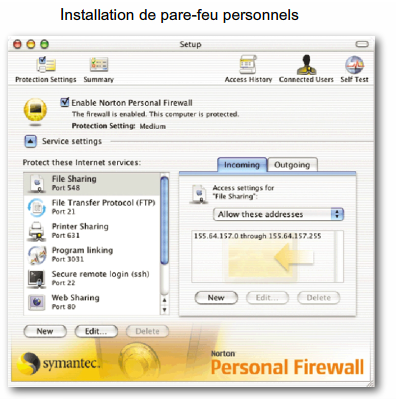 Installation de pare-feu personnels
Setup
Protection Settings Summary Access History Connected Users Self Test
Enable Norton Personal Firewall
The firewall is enabled. This computer is protected.
Protection Setting: Medium
Service settings
Protect these Internet services:
File Sharing
Port 548
File Transfer Protocol (FTP)
Port 21
Printer Sharing
Port 631
Program linking
Port 3031
Secure remote login (ssh)
Port 22
Web Sharing
Port 80
New Edit... Delete
Incoming Outgoing
Access settings for
"File Sharing":
Allow these addresses
155.64.157.0 through 155.64.157.255
New Edit... Delete
symantec.
Norton
Personal Firewall